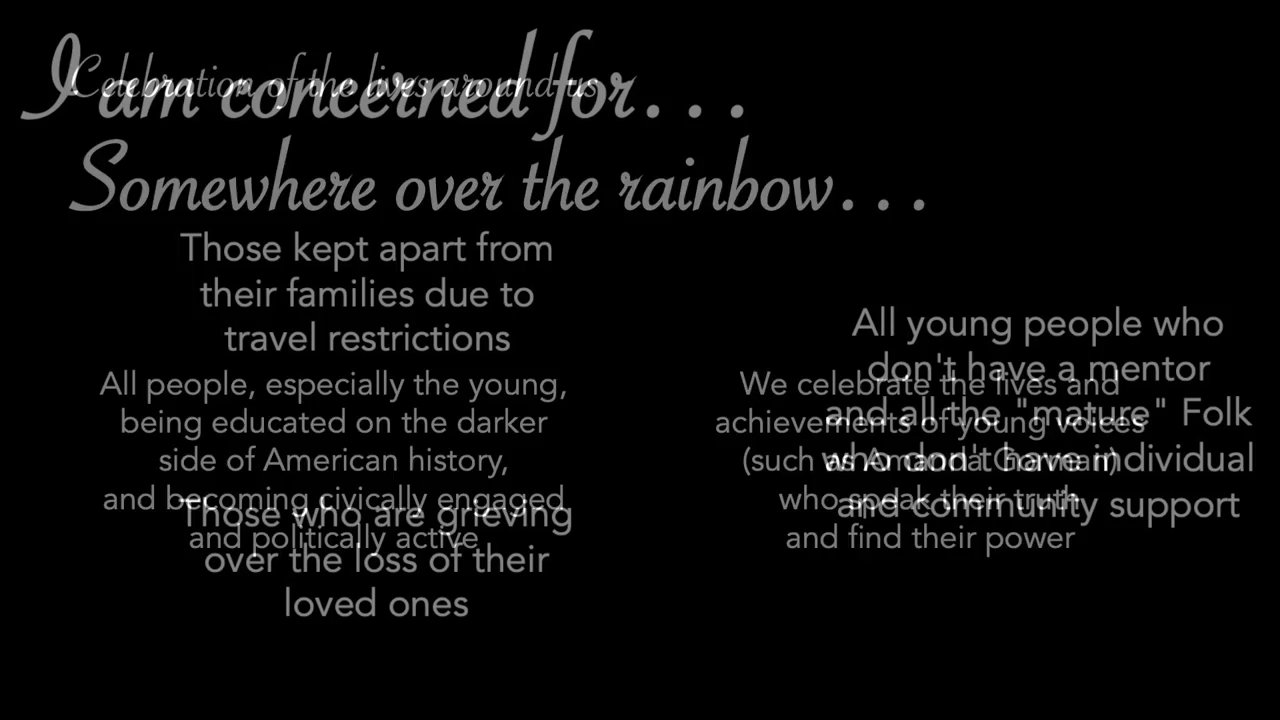 I am concerned for...
Celebration of the lives around us
Somewhere over the rainbow...
Those kept apart from
their families due to
travel restrictions
All young people who
don't have a mentor
and all the "mature" Folk
who don't have individual
and community support
All people, especially the young,
being educated on the darker
side of American history,
and becoming civically engaged
and politically active
We celebrate the lives and
achievements of young voices
(such as Amanda Gorman)
who speak their truth
and find their power
Those who are grieving
over the loss of their
loved ones